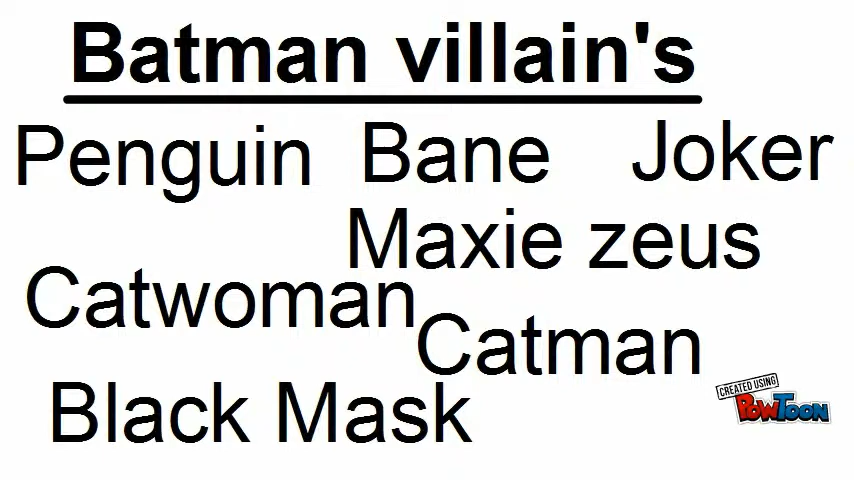 Batman villain's
Penguin Bane Joker
Maxie zeus
Catwoman
Catman
Black Mask
CREATED USING
POWTOON